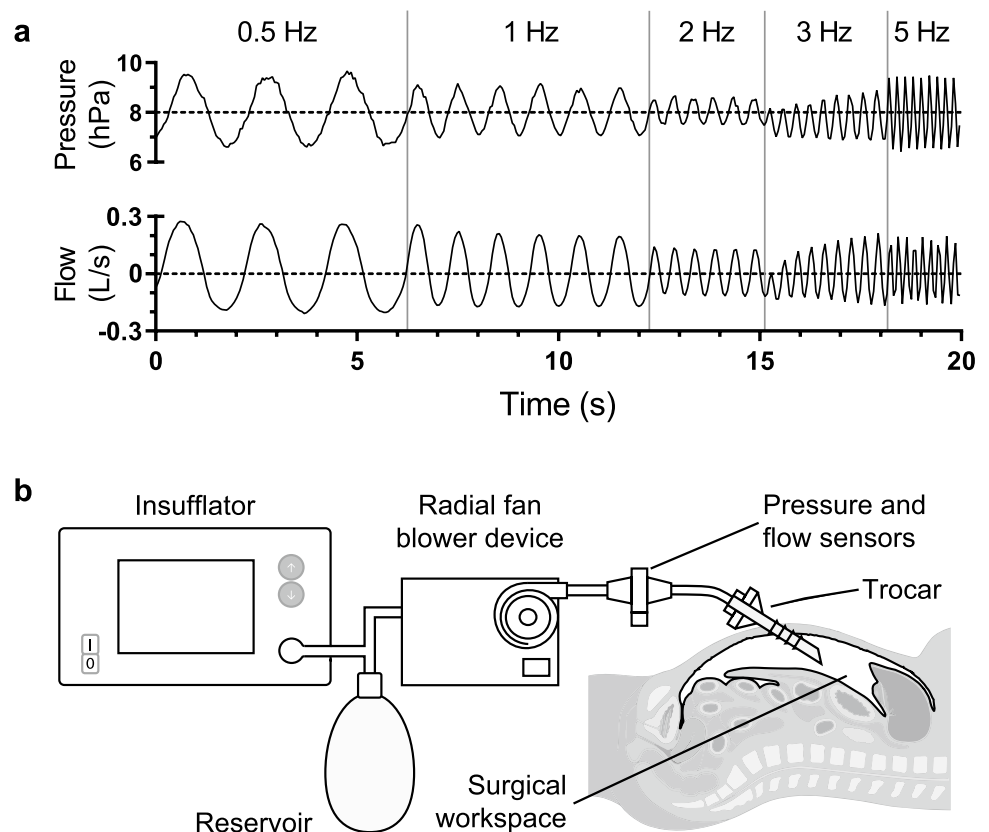 a
0.5 Hz 1 Hz 2 Hz 3 Hz 5 Hz
Pressure
(hPa)
10
8
6
Flow
(L/s)
0.3
0
-0.3
0 5 10 15 20
Time (s)
b
Insufflator
Radial fan
blower device
Pressure and
flow sensors
Trocar
↑
↓
I
0
Surgical
workspace
Reservoir